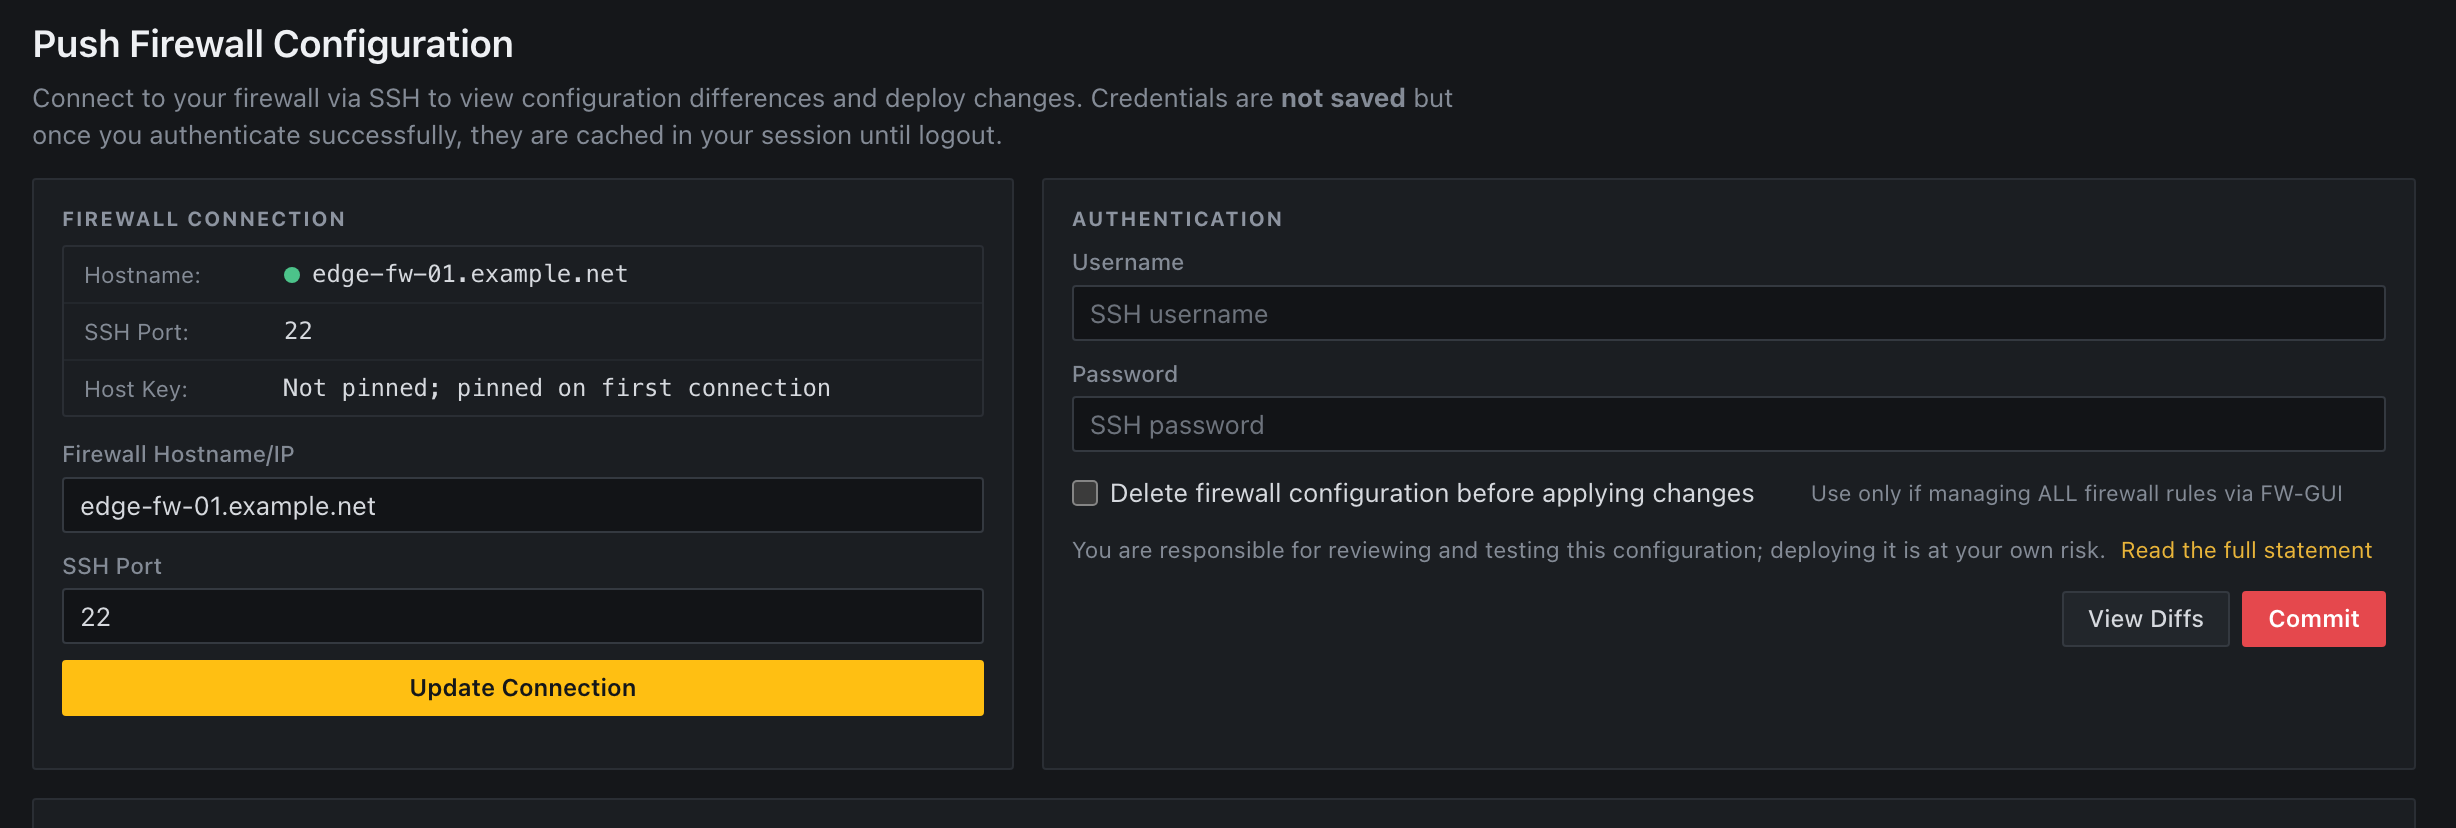 Push Firewall Configuration
Connect to your firewall via SSH to view configuration differences and deploy changes. Credentials are not saved but
once you authenticate successfully, they are cached in your session until logout.
FIREWALL CONNECTION
Hostname: edge-fw-01.example.net
SSH Port: 22
Host Key: Not pinned; pinned on first connection
Firewall Hostname/IP
edge-fw-01.example.net
SSH Port
22
Update Connection
AUTHENTICATION
Username
SSH username
Password
SSH password
Delete firewall configuration before applying changes Use only if managing ALL firewall rules via FW-GUI
You are responsible for reviewing and testing this configuration; deploying it is at your own risk. Read the full statement
View Diffs Commit